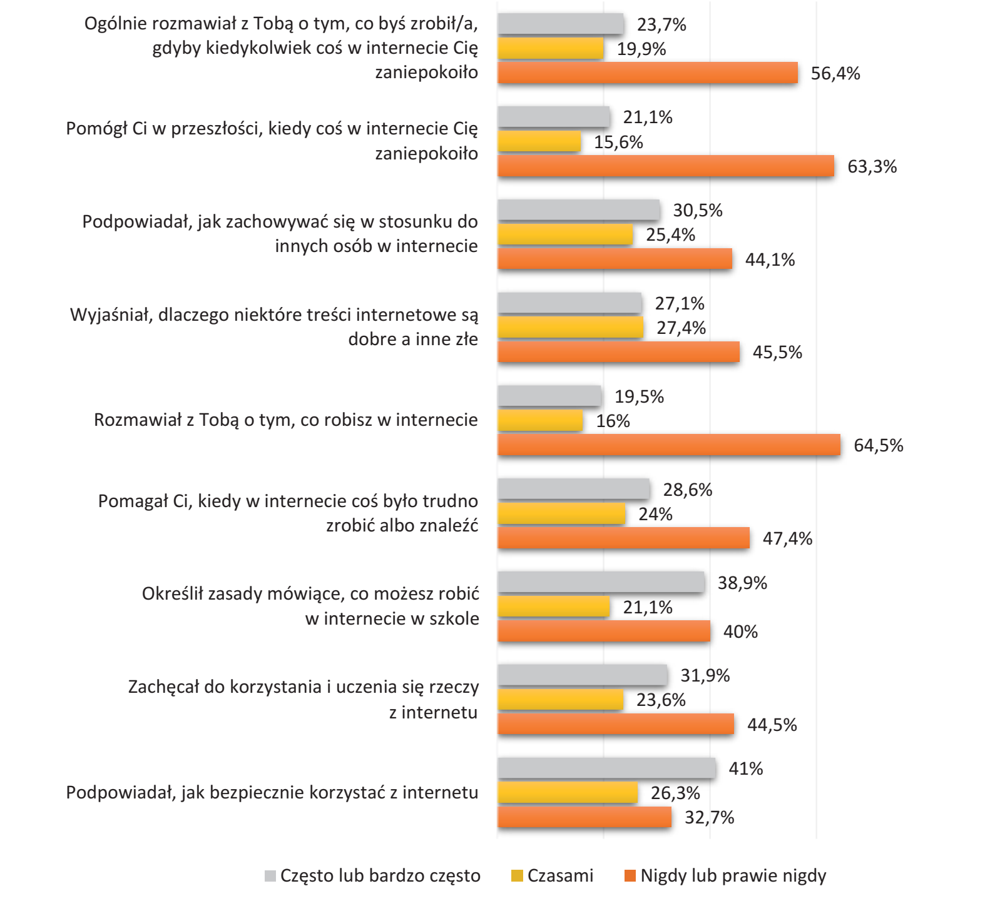 Ogólnie rozmawiał z Tobą o tym, co byś zrobił/a,
gdyby kiedykolwiek coś w internecie Cię
zaniepokoiło
23,7%
19,9%
56,4%
Pomógł Ci w przeszłości, kiedy coś w internecie Cię
zaniepokoiło
21,1%
15,6%
63,3%
Podpowiadał, jak zachowywać się w stosunku do
innych osób w internecie
30,5%
25,4%
44,1%
Wyjaśniał, dlaczego niektóre treści internetowe są
dobre a inne złe
27,1%
27,4%
45,5%
Rozmawiał z Tobą o tym, co robisz w internecie
19,5%
16%
64,5%
Pomagał Ci, kiedy w internecie coś było trudno
zrobić albo znaleźć
28,6%
24%
47,4%
Określił zasady mówiące, co możesz robić
w internecie w szkole
38,9%
21,1%
40%
Zachęcał do korzystania i uczenia się rzeczy
z internetu
31,9%
23,6%
44,5%
Podpowiadał, jak bezpiecznie korzystać z internetu
41%
26,3%
32,7%
Często lub bardzo często
Czasami
Nigdy lub prawie nigdy